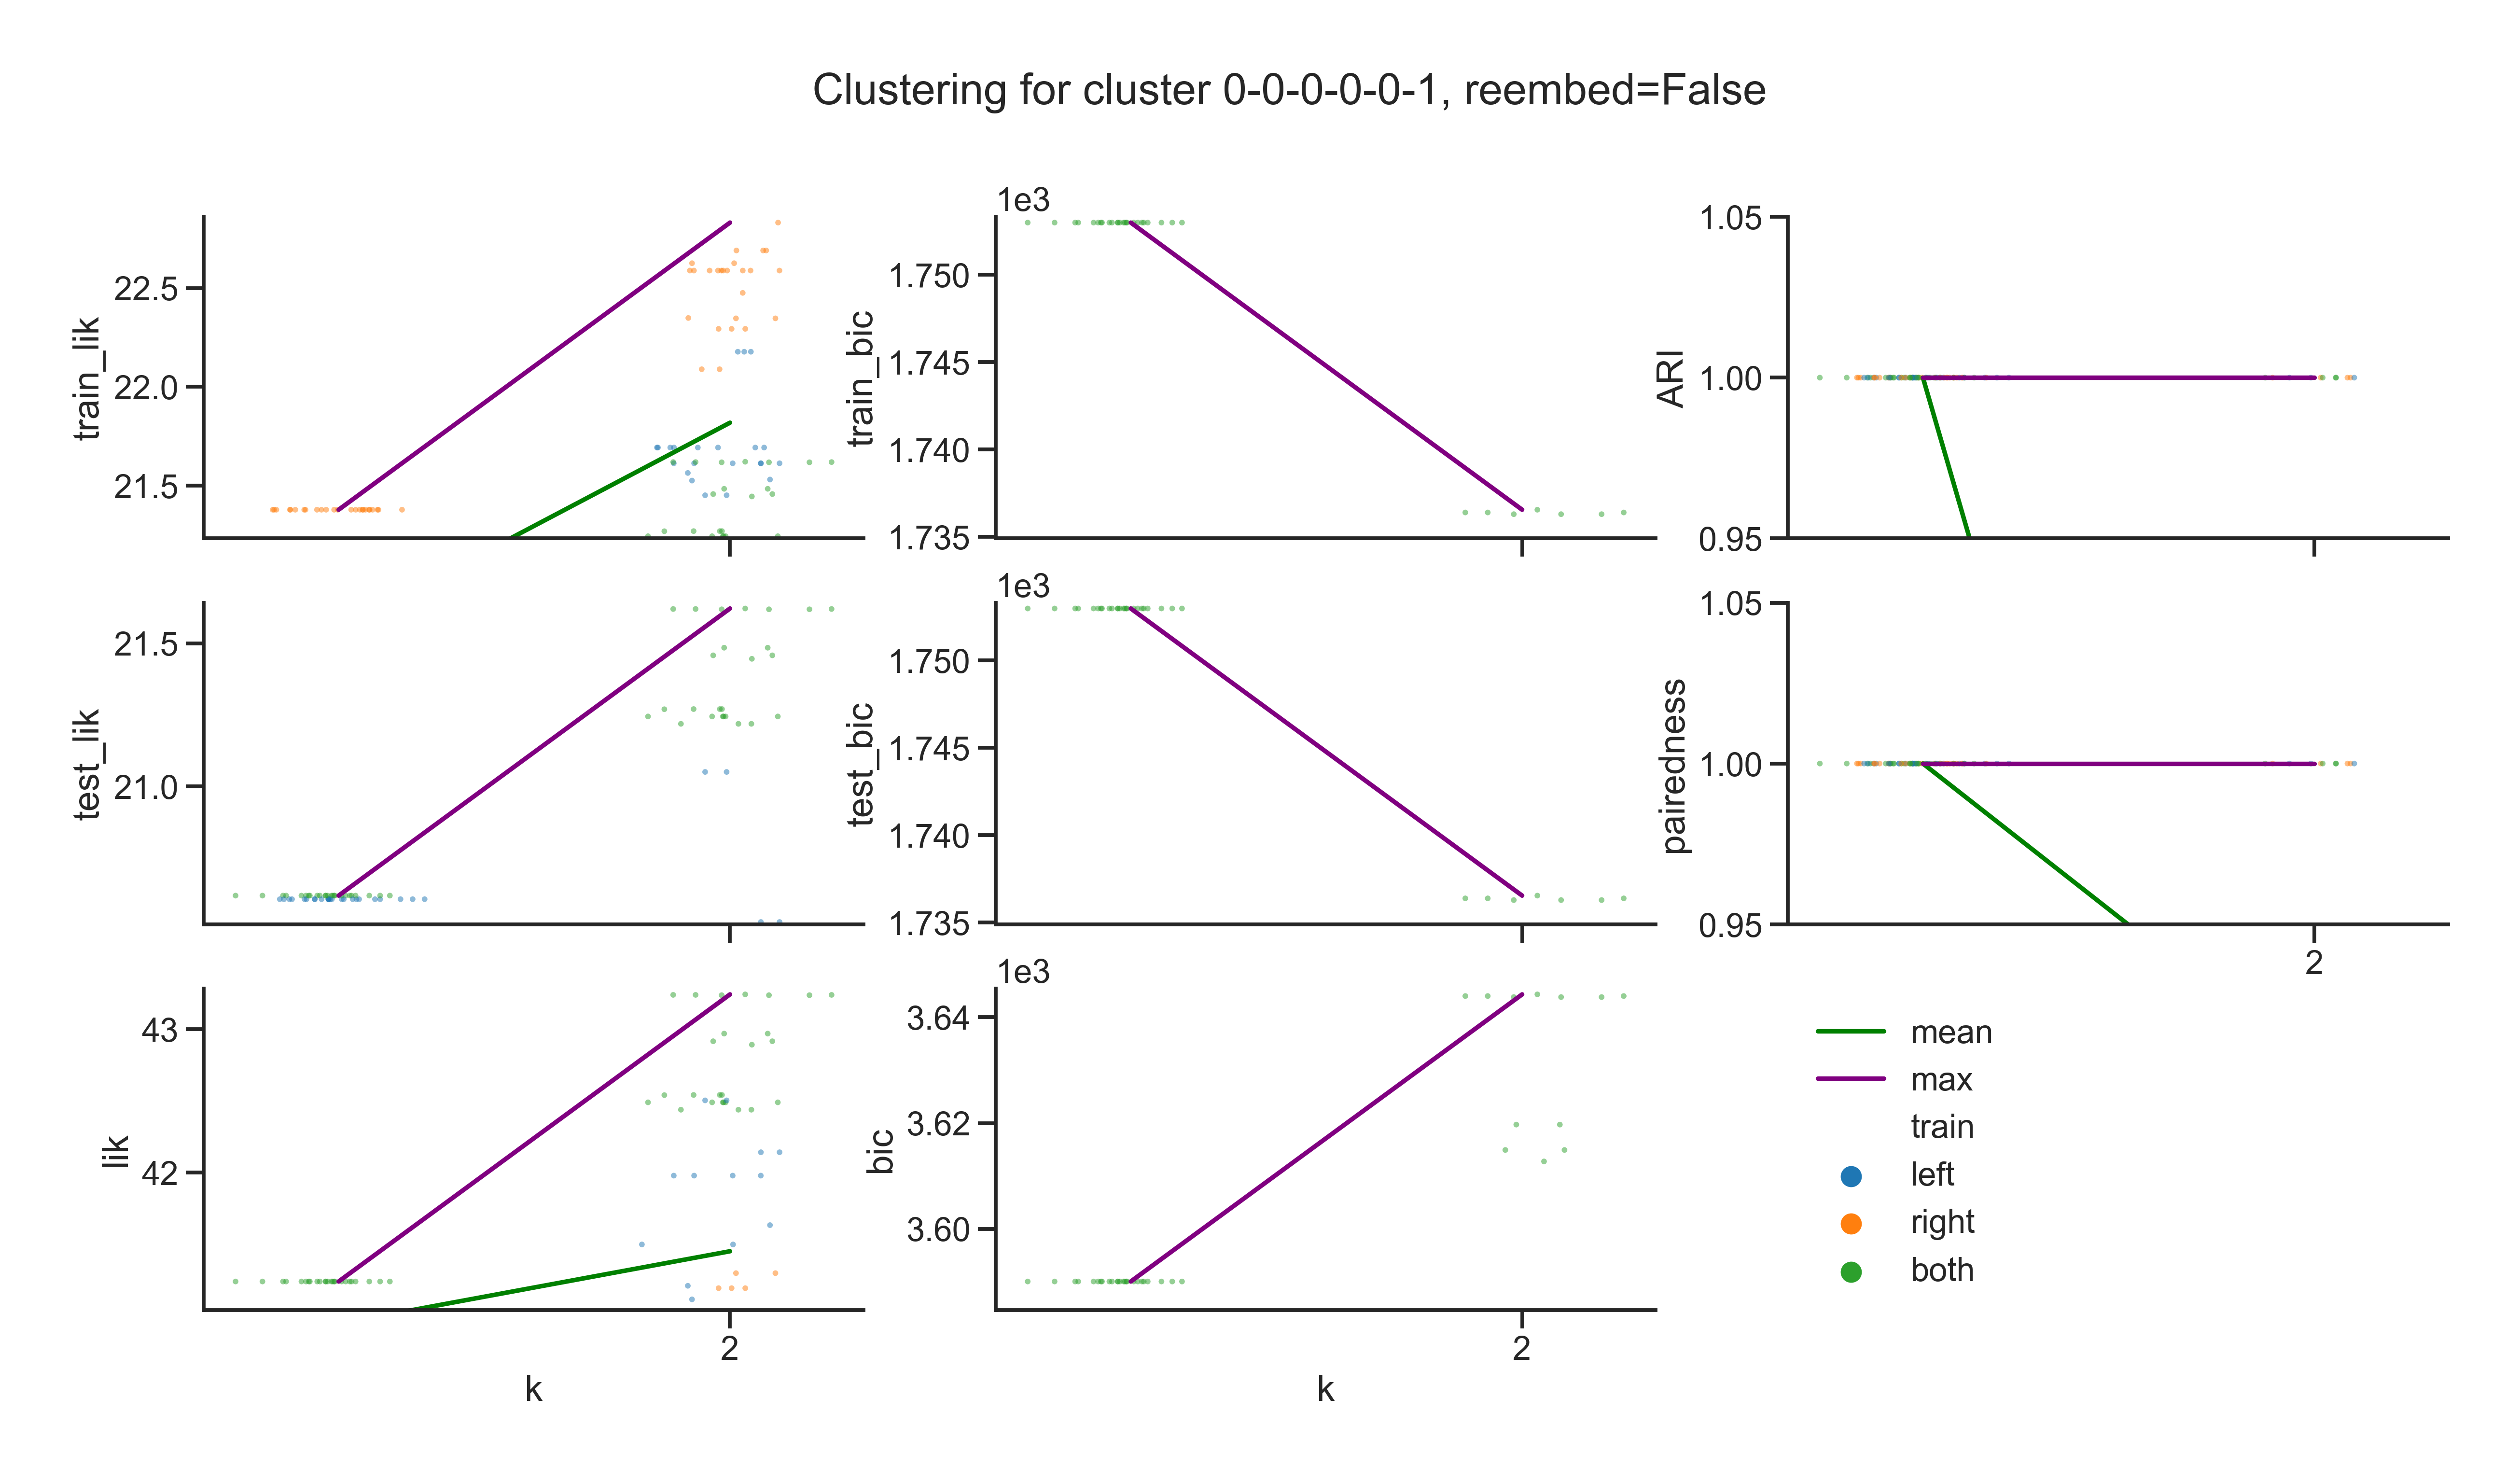 Clustering for cluster 0-0-0-0-0-1, reembed=False
train_lik
22.5
22.0
21.5
1e3
train_bic
1.750
1.745
1.740
1.735
ARI
1.05
1.00
0.95
test_lik
21.5
21.0
1e3
test_bic
1.750
1.745
1.740
1.735
pairedness
1.05
1.00
0.95
2
lik
43
42
2
k
1e3
bic
3.64
3.62
3.60
2
k
mean
max
train
left
right
both